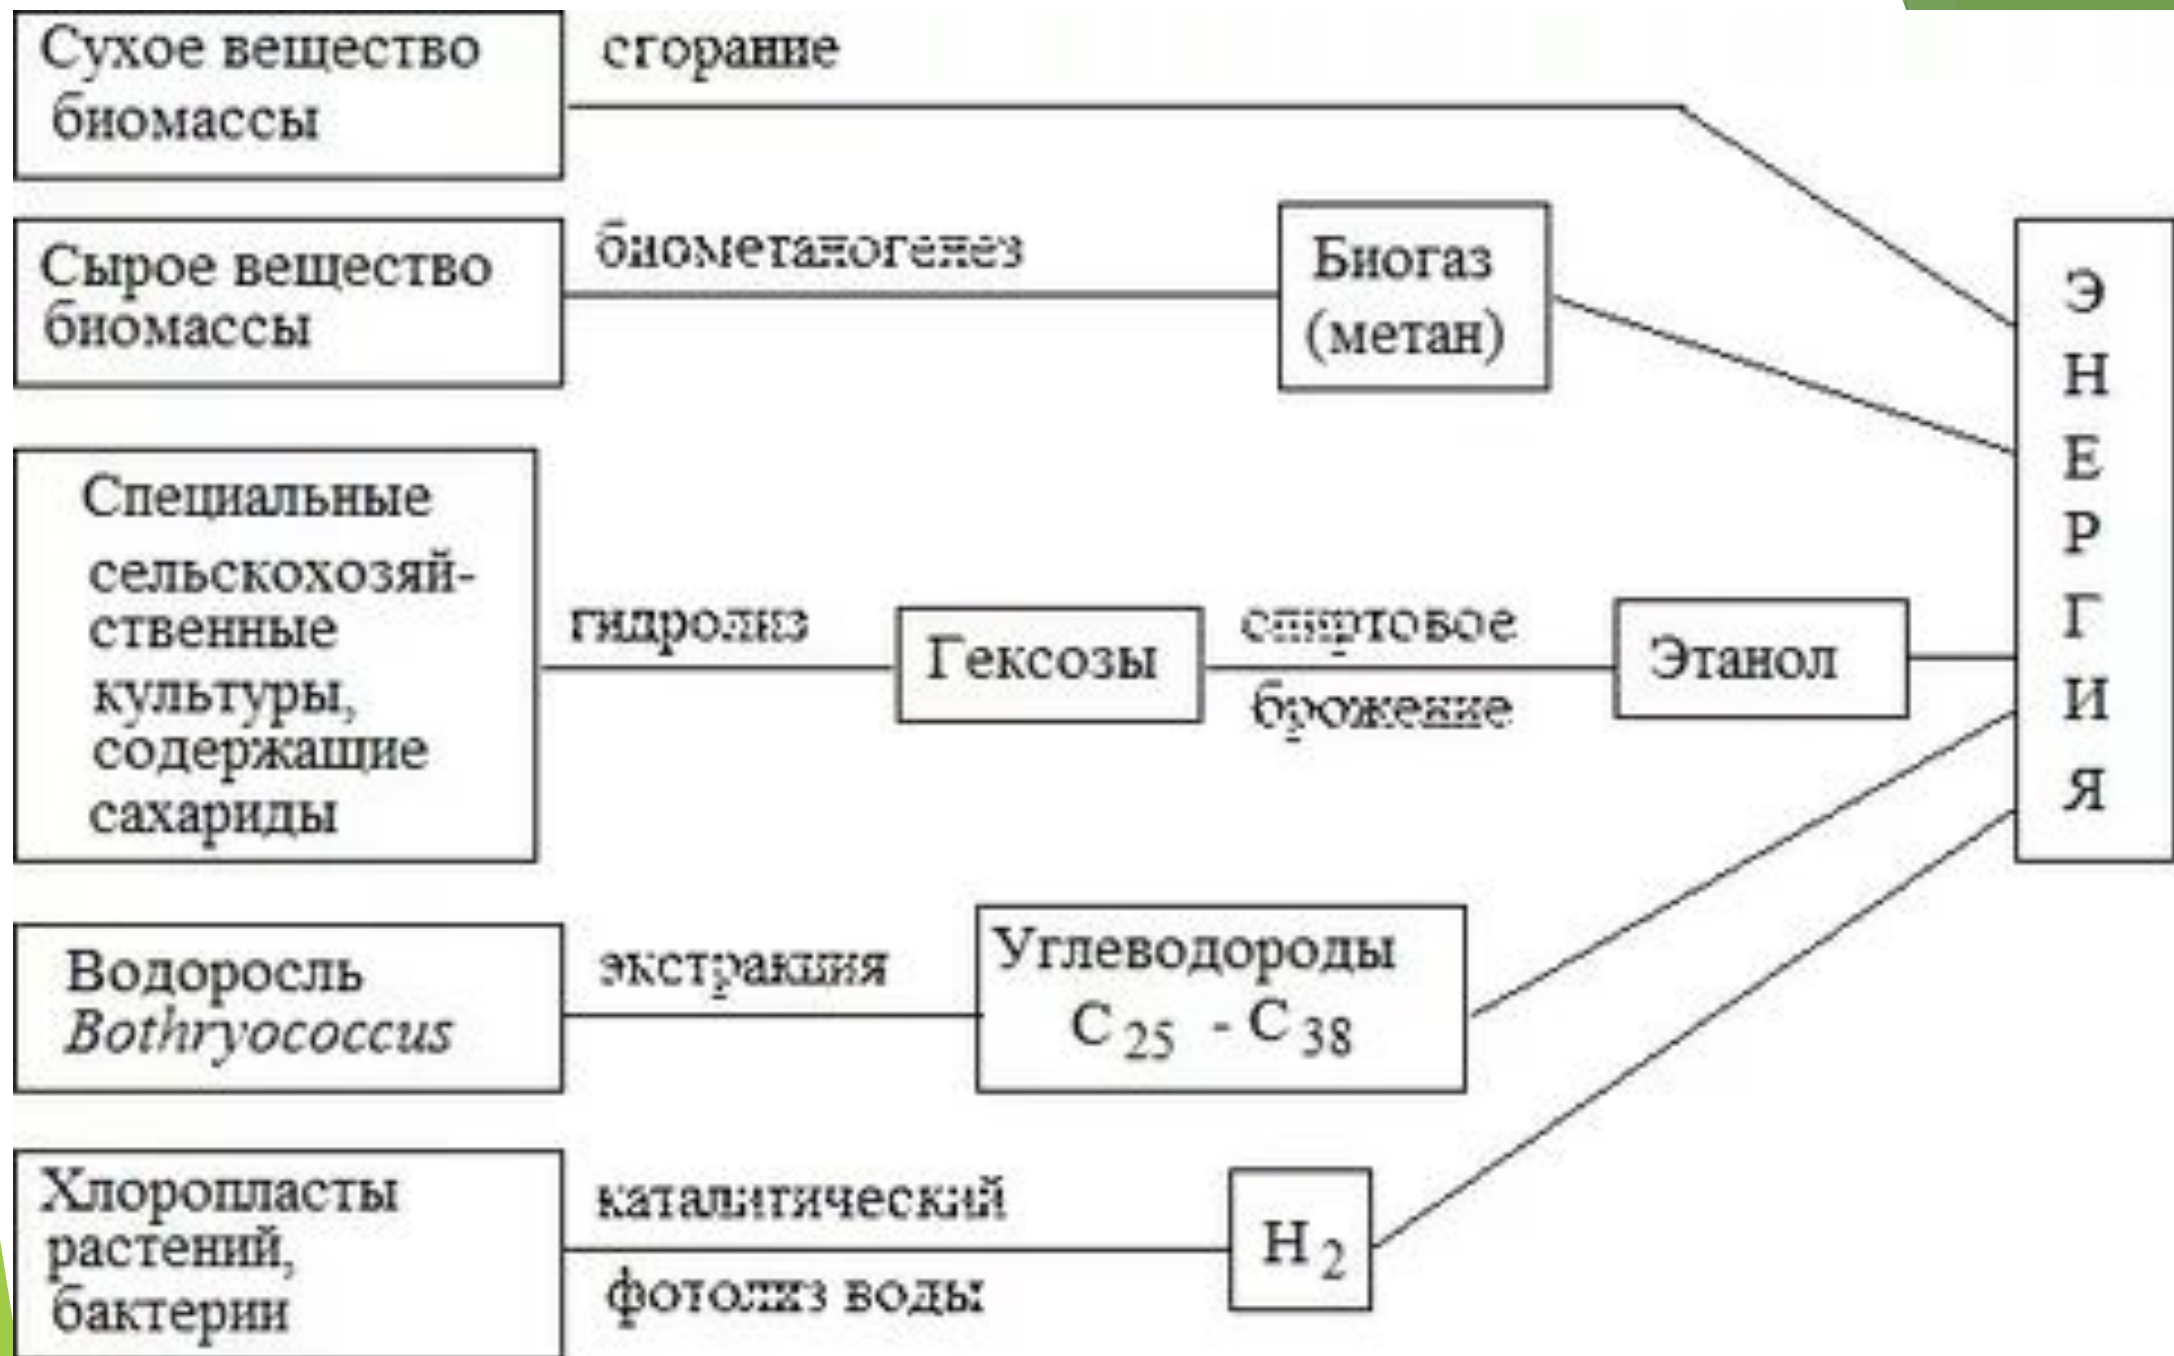 Сухое вещество
биомассы
сгорание
Сырое вещество
биомассы
биометаногенез
Биогаз
(метан)
Специальные
сельскохозяй-
ственные
культуры,
содержащие
сахариды
гидролиз
Гексозы
спиртовое
брожение
Этанол
Водоросль
Bothryococcus
экстракция
Углеводороды
C25 - C38
Хлоропласты
растений,
бактерии
каталитический
фотолиз воды
H2
Э
Н
Е
Р
Г
И
Я